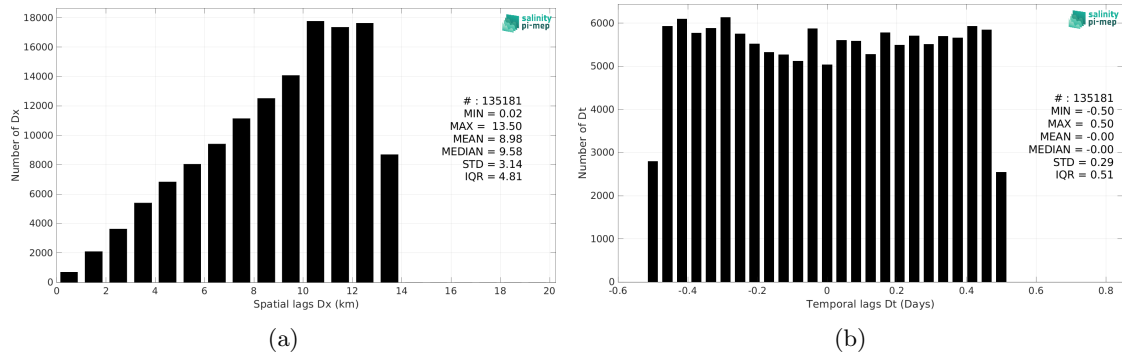 18000
16000
14000
12000
10000
8000
6000
4000
2000
0
Number of Dx
0 2 4 6 8 10 12 14 16 18 20
Spatial lags Dx (km)
salinity
pi-mep
# : 135181
MIN = 0.02
MAX = 13.50
MEAN = 8.98
MEDIAN = 9.58
STD = 3.14
IQR = 4.81
(a)
6000
5000
4000
3000
2000
1000
0
Number of Dt
-0.6 -0.4 -0.2 0 0.2 0.4 0.6 0.8
Temporal lags Dt (Days)
salinity
pi-mep
# : 135181
MIN = -0.50
MAX = 0.50
MEAN = -0.00
MEDIAN = -0.00
STD = 0.29
IQR = 0.51
(b)